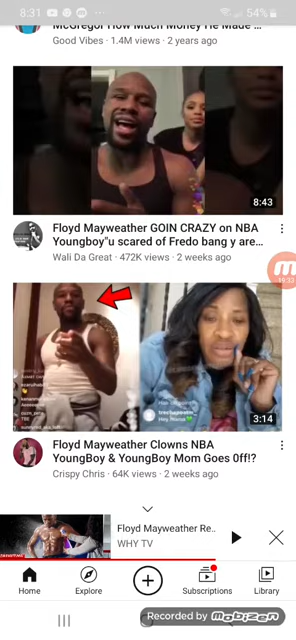 8:31
54%
McGregor How Much Money He Made ...
Good Vibes · 1.4M views · 2 years ago
8:43
Floyd Mayweather GOIN CRAZY on NBA
Youngboy"u scared of Fredo bang y are...
Wali Da Great · 472K views · 2 weeks ago
3:14
Floyd Mayweather Clowns NBA
YoungBoy & YoungBoy Mom Goes 0ff!?
Crispy Chris · 64K views · 2 weeks ago
Floyd Mayweather Re..
WHY TV
Home
Explore
Subscriptions
Library
Recorded by Mobizen